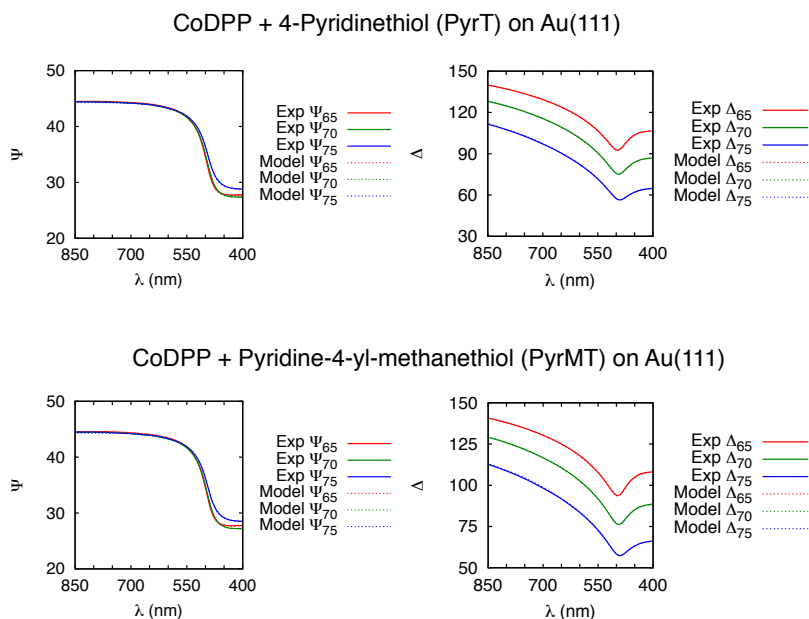 CoDPP + 4-Pyridinethiol (PyrT) on Au(111)
50
40
30
20
Ψ
850 700 550 400
λ (nm)
Exp Ψ65
Exp Ψ70
Exp Ψ75
Model Ψ65
Model Ψ70
Model Ψ75
150
120
90
60
30
Δ
850 700 550 400
λ (nm)
Exp Δ65
Exp Δ70
Exp Δ75
Model Δ65
Model Δ70
Model Δ75
CoDPP + Pyridine-4-yl-methanethiol (PyrMT) on Au(111)
50
40
30
20
Ψ
850 700 550 400
λ (nm)
Exp Ψ65
Exp Ψ70
Exp Ψ75
Model Ψ65
Model Ψ70
Model Ψ75
150
125
100
75
50
Δ
850 700 550 400
λ (nm)
Exp Δ65
Exp Δ70
Exp Δ75
Model Δ65
Model Δ70
Model Δ75